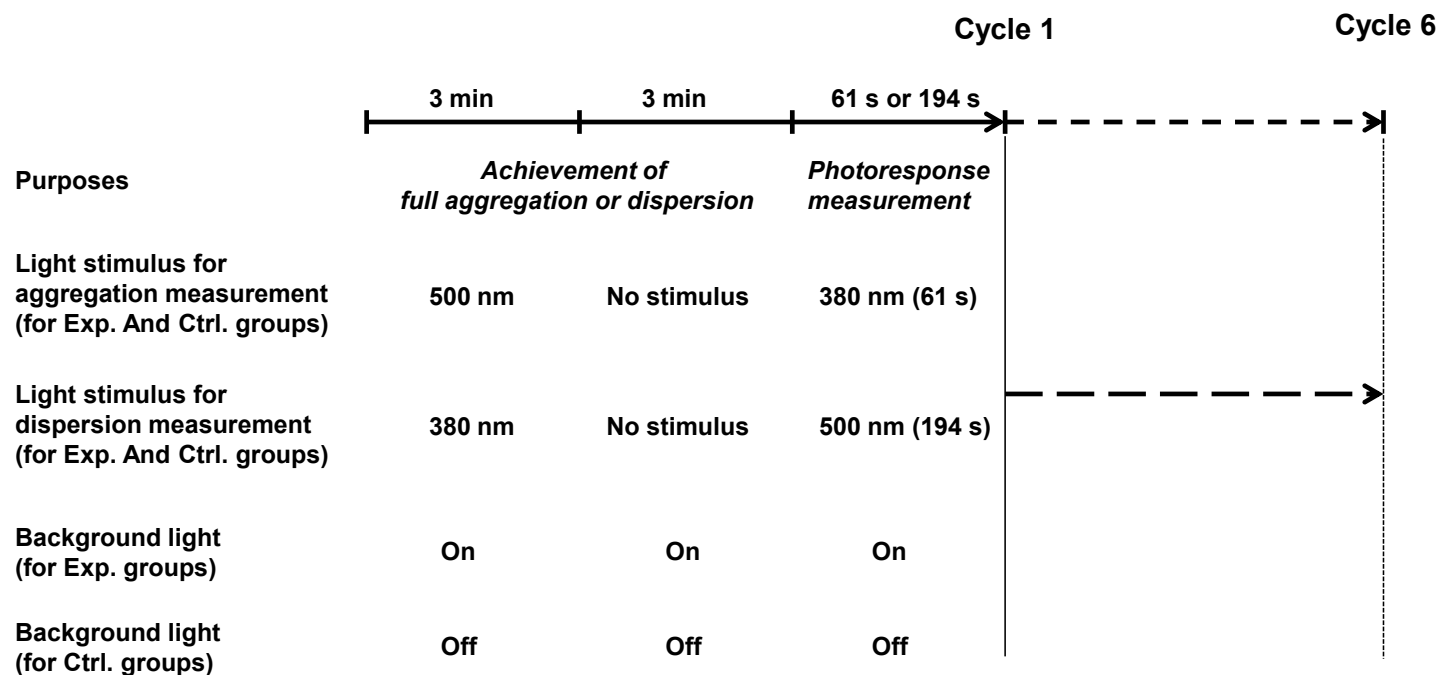 Cycle 1
Cycle 6
3 min
3 min
61 s or 194 s
Purposes
Achievement of
full aggregation or dispersion
Photoresponse
measurement
Light stimulus for
aggregation measurement
(for Exp. And Ctrl. groups)
500 nm
No stimulus
380 nm (61 s)
Light stimulus for
dispersion measurement
(for Exp. And Ctrl. groups)
380 nm
No stimulus
500 nm (194 s)
Background light
(for Exp. groups)
On
On
On
Background light
(for Ctrl. groups)
Off
Off
Off